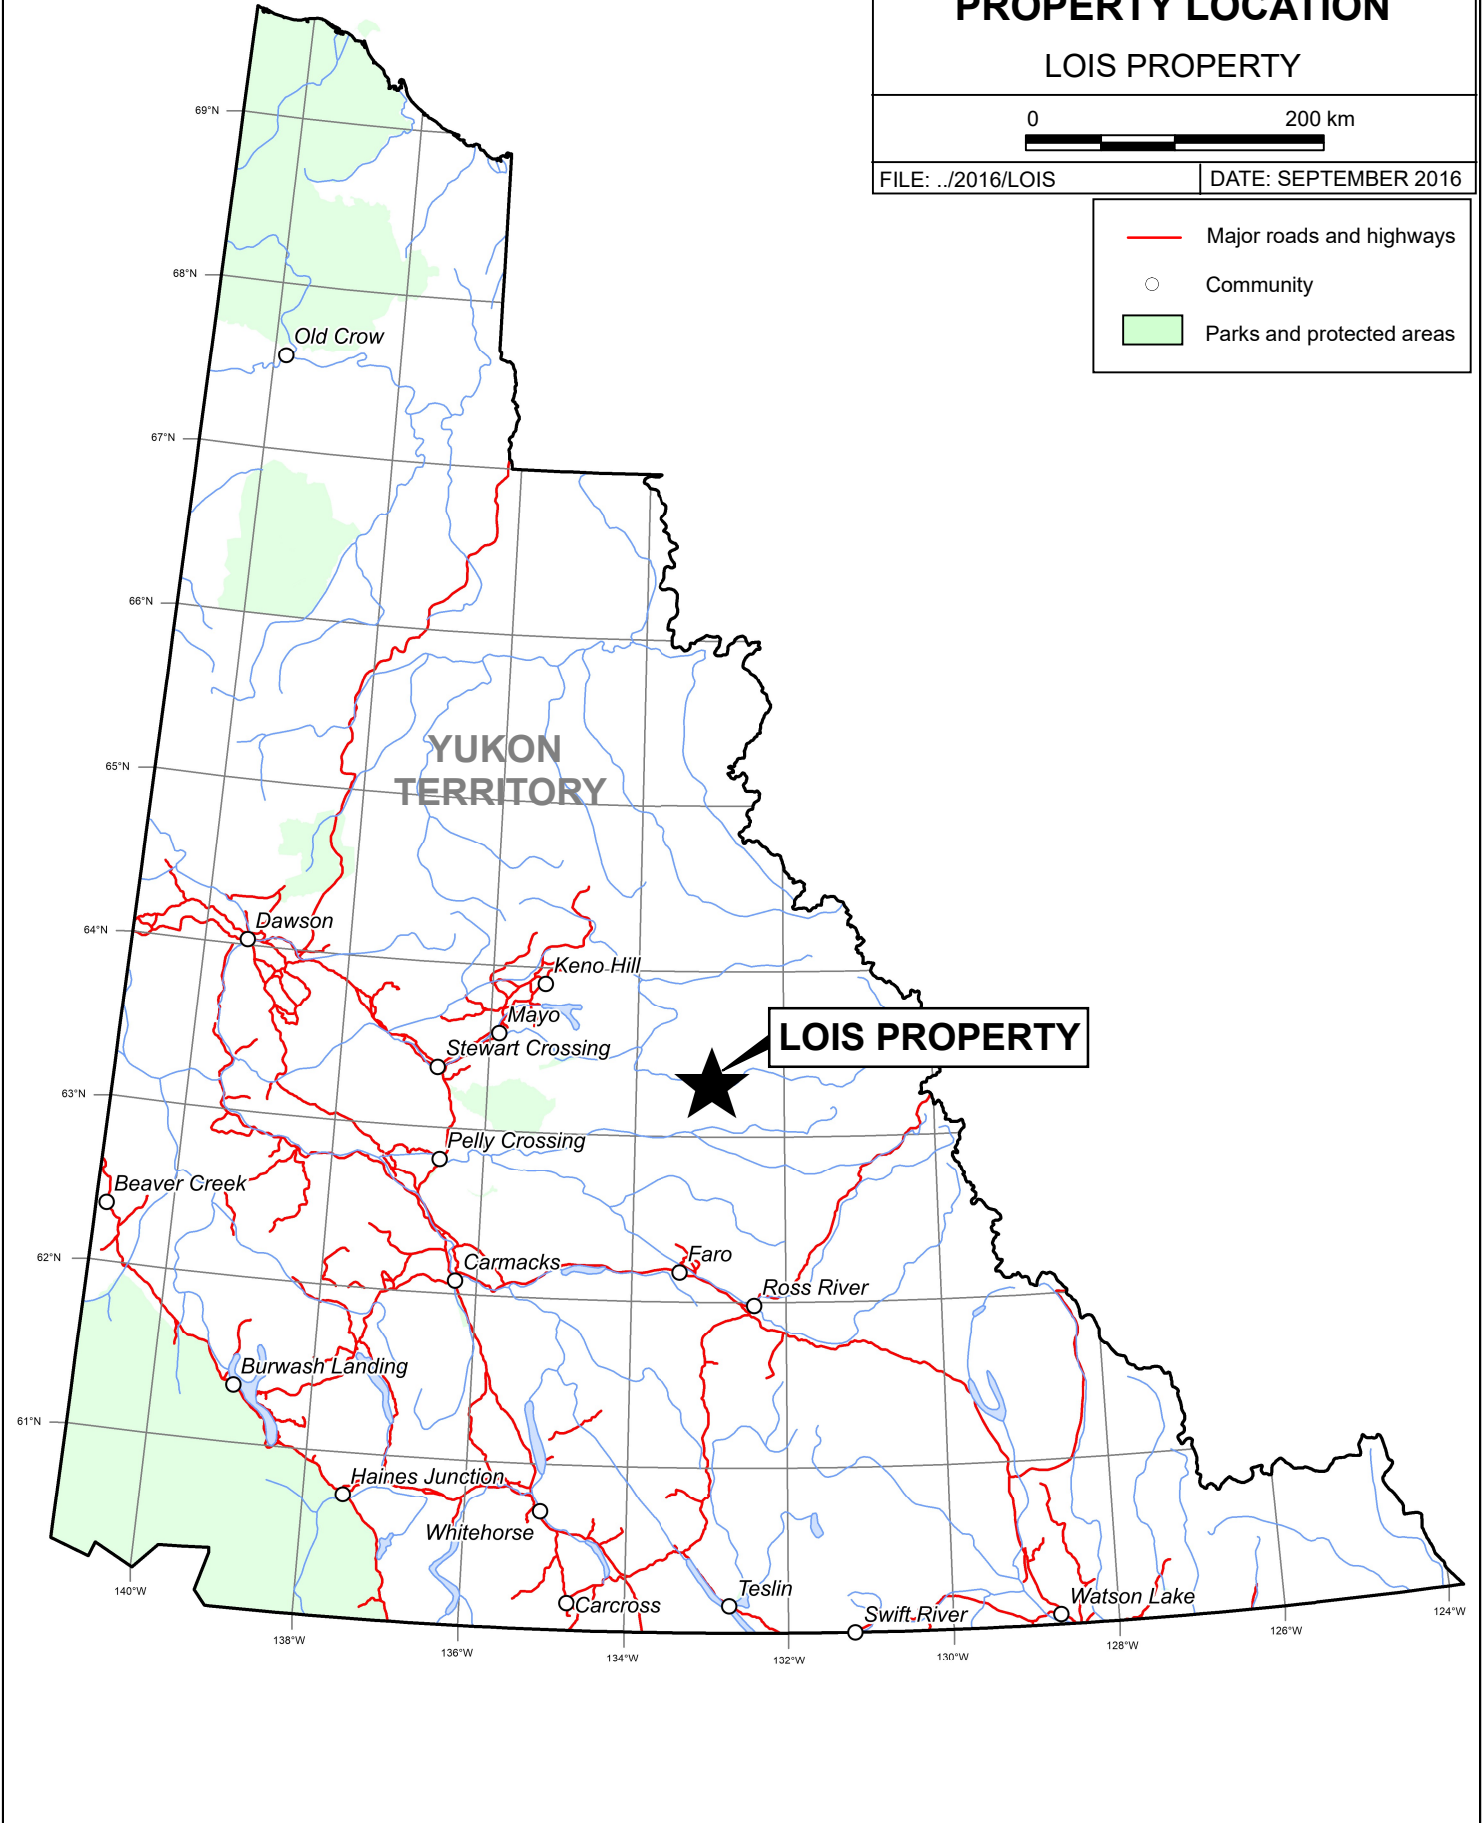 PROPERTY LOCATION
LOIS PROPERTY
0 200 km
FILE: ../2016/LOIS DATE: SEPTEMBER 2016
Major roads and highways
Community
Parks and protected areas
69°N
68°N
Old Crow
67°N
66°N
YUKON
TERRITORY
65°N
Dawson
64°N
Keno Hill
Mayo
LOIS PROPERTY
Stewart Crossing
63°N
Pelly Crossing
Beaver Creek
62°N
Carmacks
Faro
Ross River
Burwash Landing
61°N
Haines Junction
Whitehorse
Teslin
Carcross
Swift River
Watson Lake
140°W
138°W
136°W
134°W
132°W
130°W
128°W
126°W
124°W